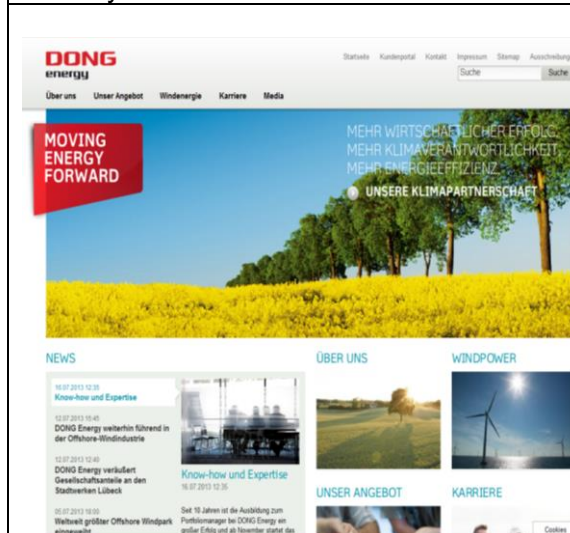 DONG
energy
Startseite Kundenportal Kontakt Impressum Sitemap Ausschreibung
Suche Suche
Über uns Unser Angebot Windenergie Karriere Media
MOVING
ENERGY
FORWARD
MEHR WIRTSCHAFTLICHER ERFOLG.
MEHR KLIMAVERANTWORTLICHKEIT.
MEHR ENERGIEEFFIZIENZ.
UNSERE KLIMAPARTNERSCHAFT
NEWS
16.07.2013 12:35
Know-how und Expertise
12.07.2013 15:45
DONG Energy weiterhin führend in
der Offshore-Windindustrie
12.07.2013 12:40
DONG Energy veräußert
Gesellschaftsanteile an den
Stadtwerken Lübeck
05.07.2013 10:00
Weltweit größter Offshore Windpark
eingeweiht
Know-how und Expertise
16.07.2013 12:35
Seit 10 Jahren ist die Ausbildung zum
Portfoliomanager bei DONG Energy ein
großer Erfolg und ab November startet das
ÜBER UNS
WINDPOWER
UNSER ANGEBOT
KARRIERE
Cookies